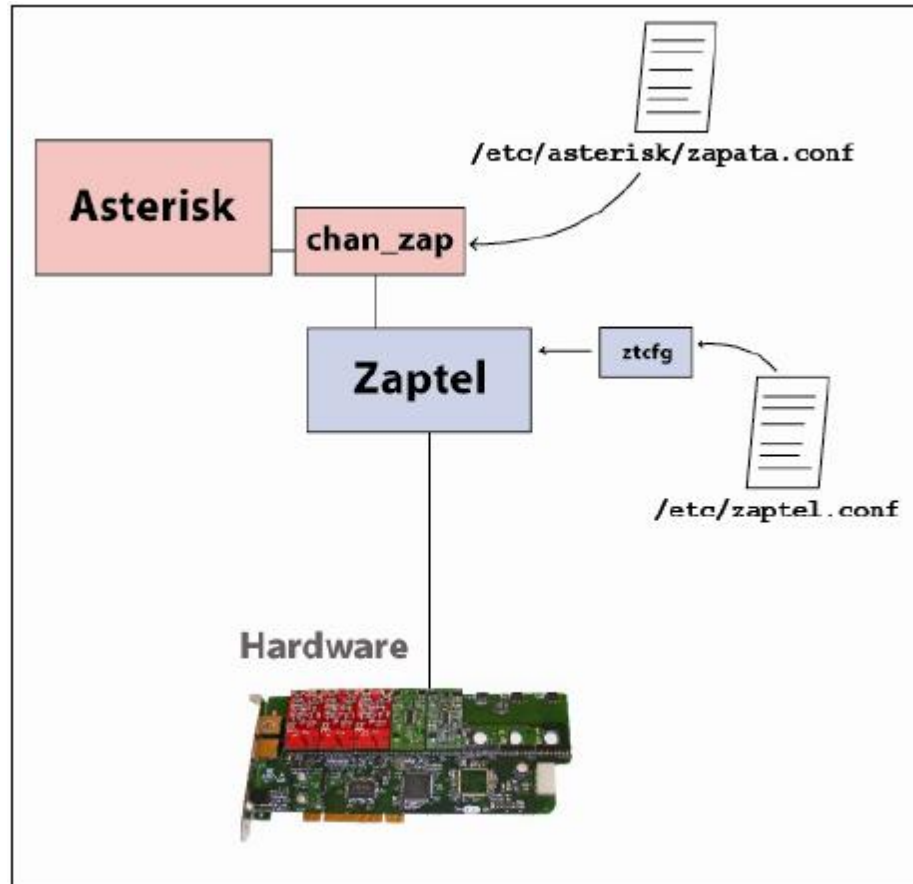 /etc/asterisk/zapata.conf
Asterisk
chan_zap
Zaptel
ztcfg
/etc/zaptel.conf
Hardware